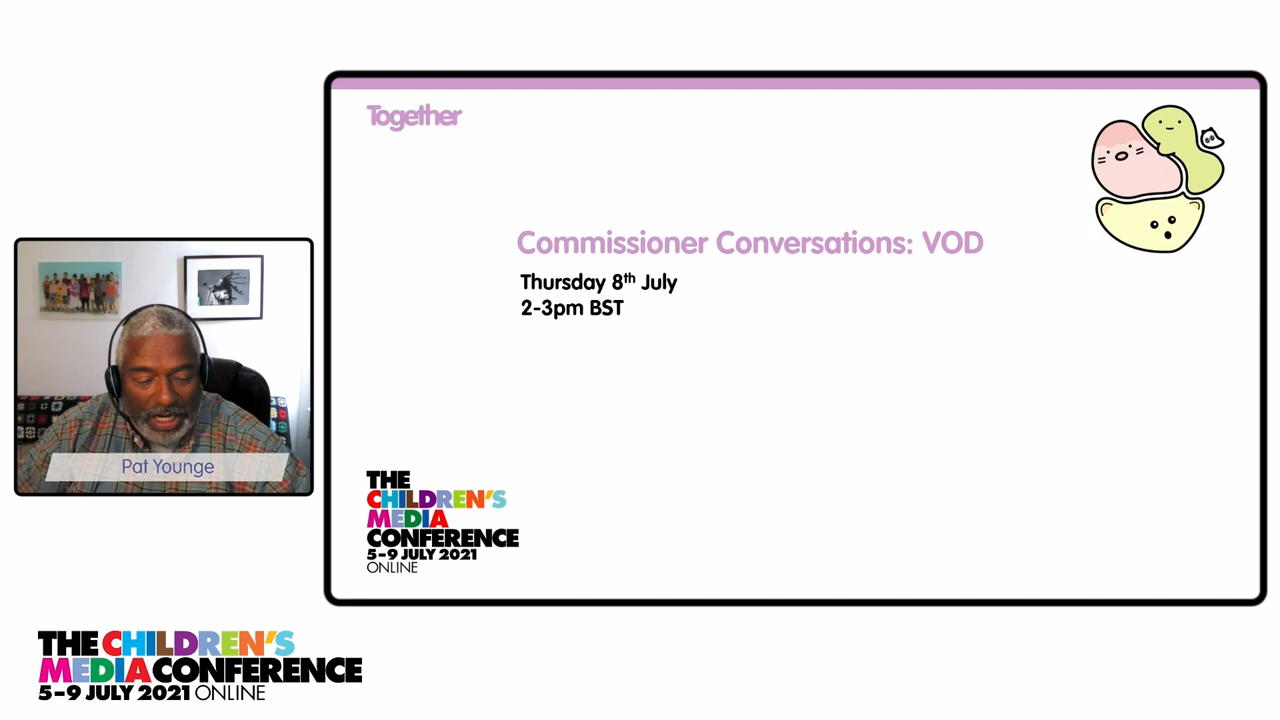 Together
Commissioner Conversations: VOD
Thursday 8th July
2-3pm BST
Pat Younge
THE
CHILDREN'S
MEDIA
CONFERENCE
5-9 JULY 2021
ONLINE
THE CHILDREN'S
MEDIA CONFERENCE
5-9 JULY 2021 ONLINE